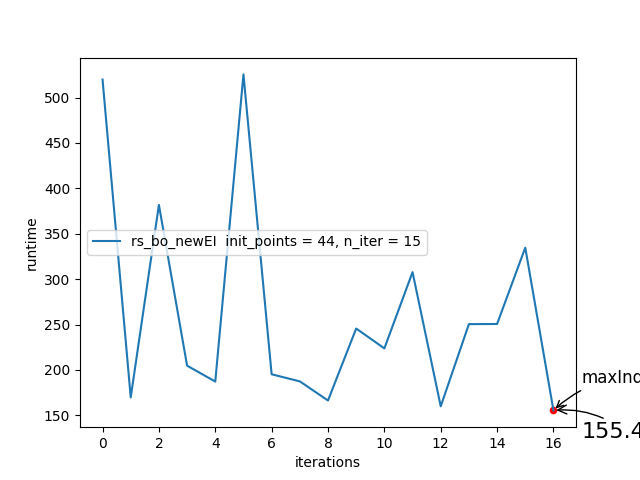 500
450
400
350
300
250
200
150
runtime
rs_bo_newEI init_points = 44, n_iter = 15
maxInd
155.4
0 2 4 6 8 10 12 14 16
iterations